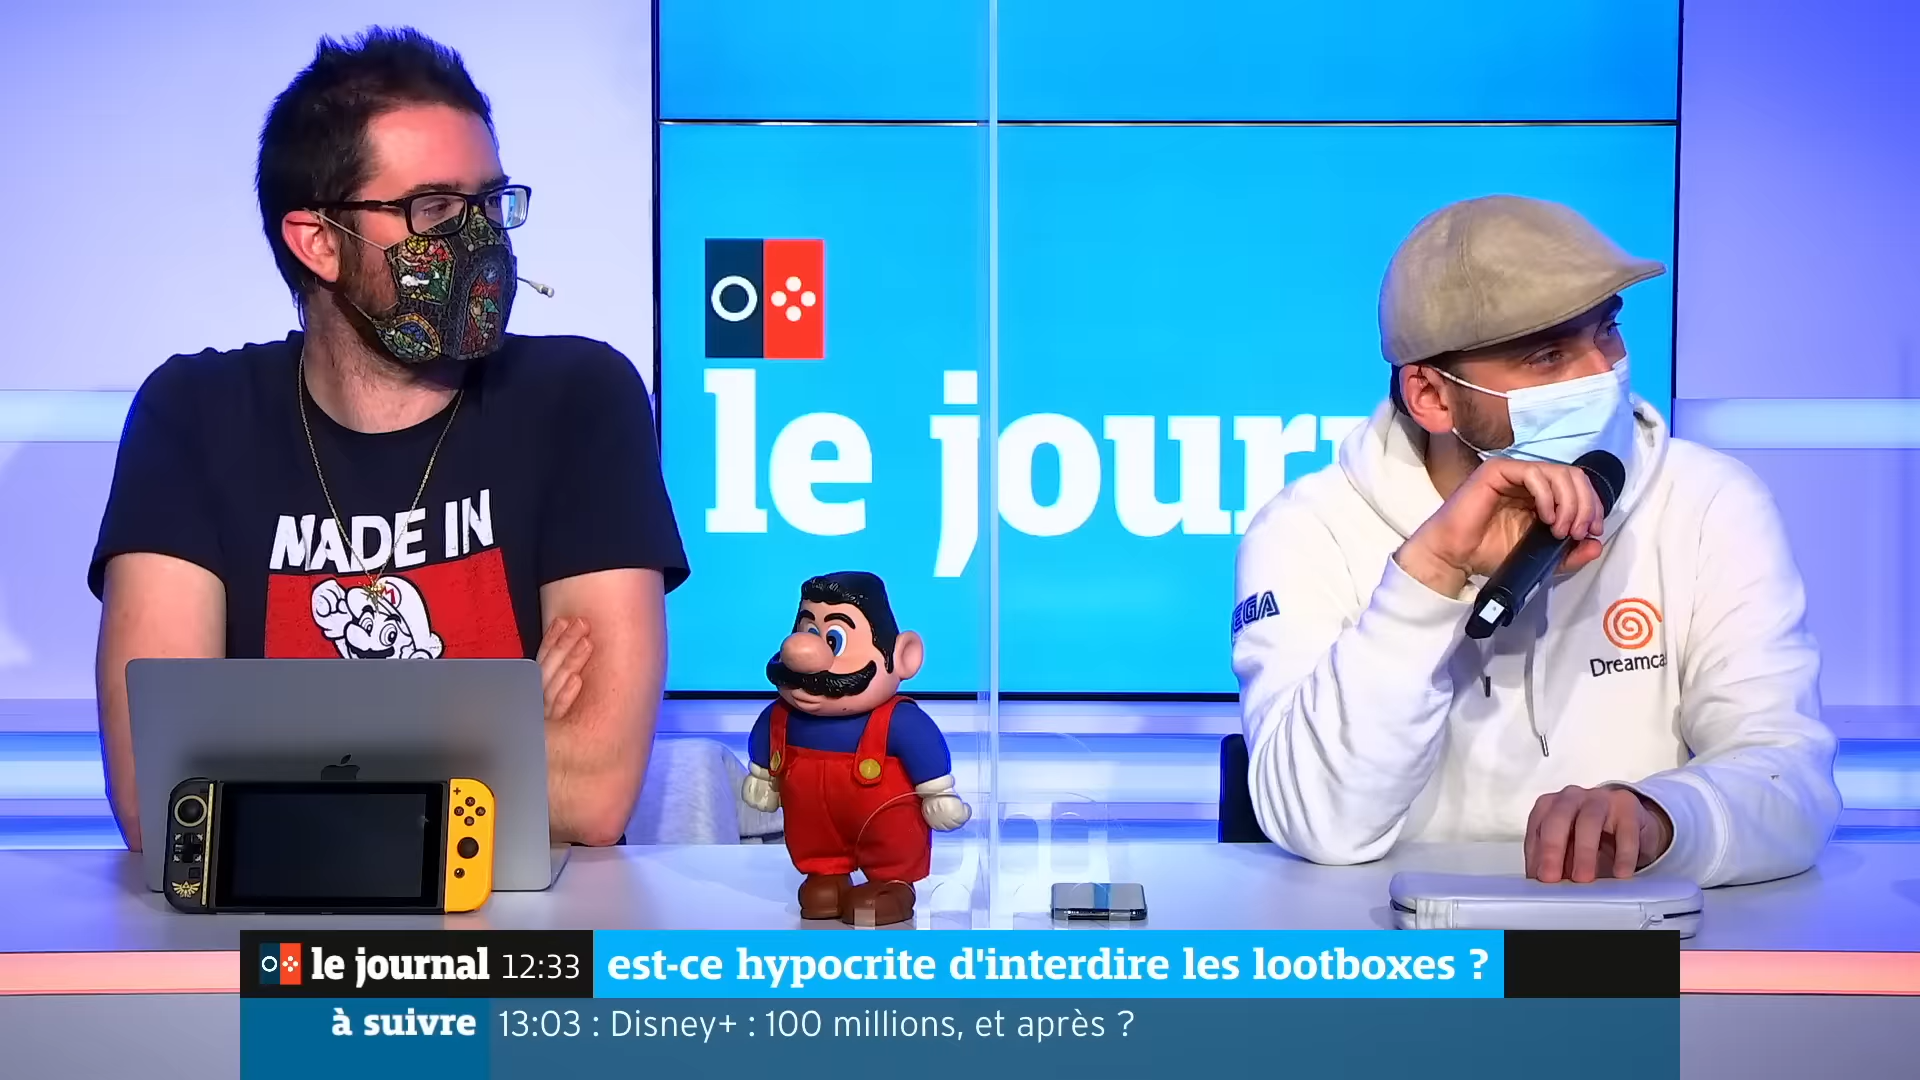 le jour
MADE IN
M
EGA
Dreamca
le journal 12:33 est-ce hypocrite d'interdire les lootboxes ?
à suivre 13:03 : Disney+ : 100 millions, et après ?